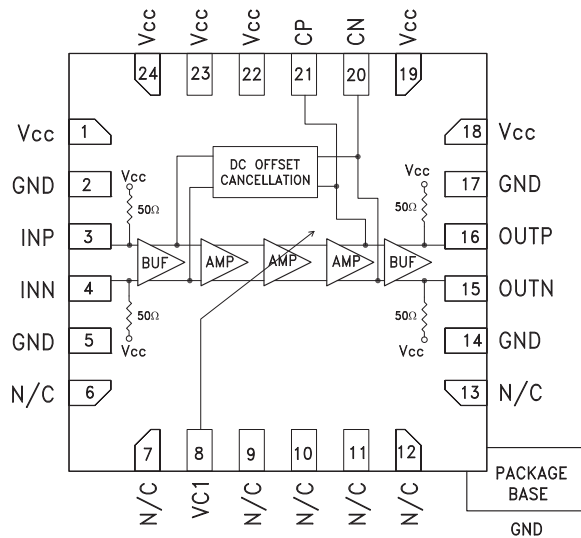 Vcc
Vcc
Vcc
CP
CN
Vcc
24
23
22
21
20
19
Vcc
1
18
Vcc
GND
2
Vcc
DC OFFSET
CANCELLATION
Vcc
17
GND
50Ω
50Ω
INP
3
16
OUTP
BUF
AMP
AMP
AMP
BUF
INN
4
15
OUTN
50Ω
50Ω
GND
5
Vcc
Vcc
14
GND
N/C
6
13
N/C
7
8
9
10
11
12
N/C
VC1
N/C
N/C
N/C
N/C
PACKAGE
BASE
GND